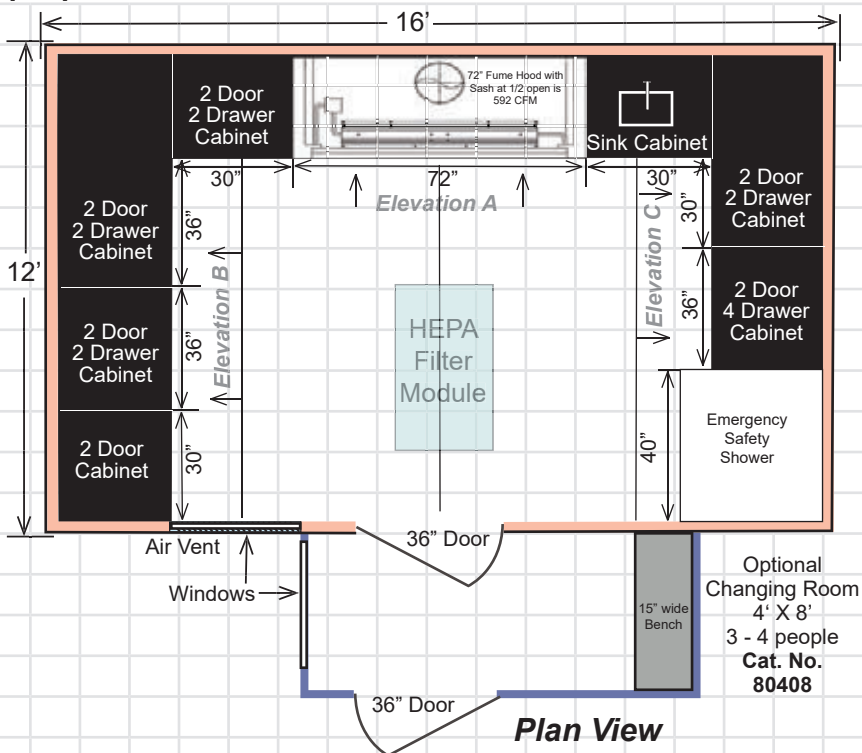 16’
12’
2 Door
2 Drawer
Cabinet
72” Fume Hood with
Sash at 1/2 open is
592 CFM
Sink Cabinet
30”
72”
30”
Elevation A
2 Door
2 Drawer
Cabinet
36”
Elevation B
2 Door
2 Drawer
Cabinet
36”
2 Door
Cabinet
30”
HEPA
Filter
Module
Elevation C
30”
2 Door
2 Drawer
Cabinet
36”
2 Door
4 Drawer
Cabinet
40”
Emergency
Safety
Shower
Air Vent
Windows
36” Door
15” wide
Bench
Optional
Changing Room
4‘ X 8’
3 - 4 people
Cat. No.
80408
36” Door
Plan View